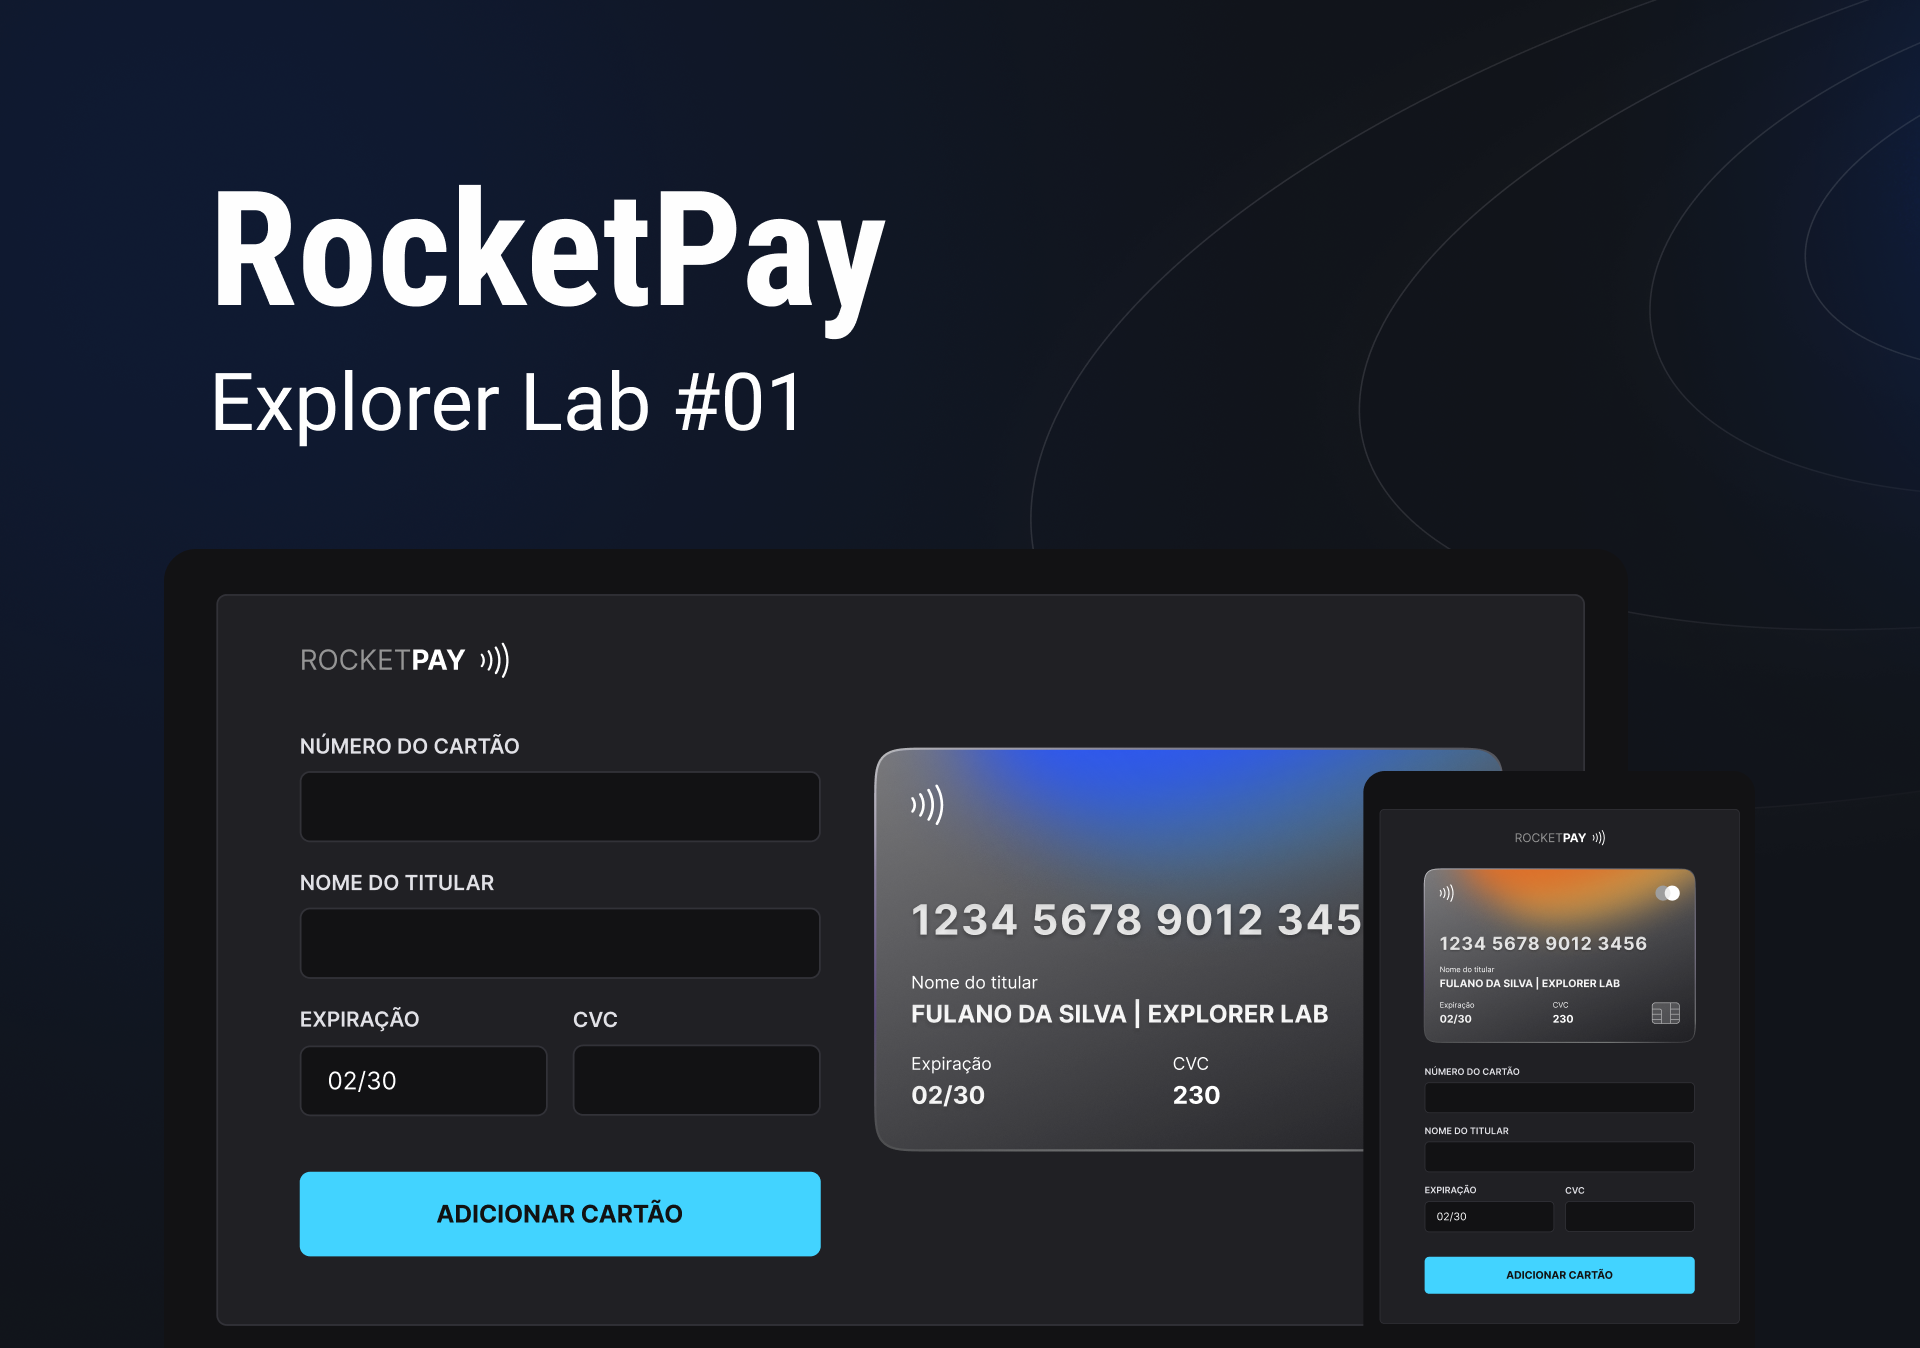 RocketPay
Explorer Lab #01
ROCKETPAY
NÚMERO DO CARTÃO
NOME DO TITULAR
EXPIRAÇÃO CVC
02/30
ADICIONAR CARTÃO
1234 5678 9012 345
Nome do titular
FULANO DA SILVA | EXPLORER LAB
Expiração CVC
02/30 230
ROCKETPAY
1234 5678 9012 3456
Nome do titular
FULANO DA SILVA | EXPLORER LAB
Expiração CVC
02/30 230
NÚMERO DO CARTÃO
NOME DO TITULAR
EXPIRAÇÃO CVC
02/30
ADICIONAR CARTÃO